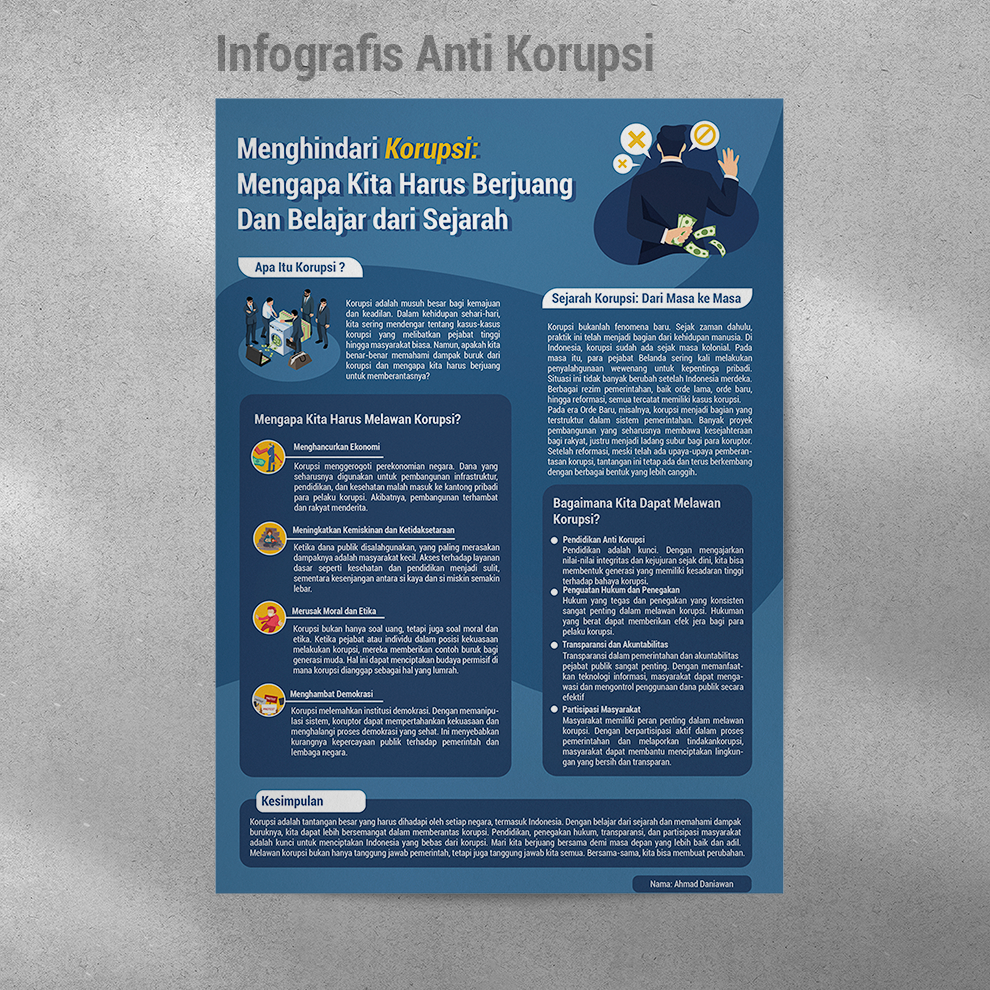 Infografis Anti Korupsi
Menghindari Korupsi:
Mengapa Kita Harus Berjuang
Dan Belajar dari Sejarah
Apa Itu Korupsi ?
Korupsi adalah musuh besar bagi kemajuan
dan keadilan. Dalam kehidupan sehari-hari,
kita sering mendengar tentang kasus-kasus
korupsi yang melibatkan pejabat tinggi
hingga masyarakat biasa. Namun, apakah kita
benar-benar memahami dampak buruk dari
korupsi dan mengapa kita harus berjuang
untuk memberantasnya?
Mengapa Kita Harus Melawan Korupsi?
Menghancurkan Ekonomi
Korupsi menggerogoti perekonomian negara. Dana yang
seharusnya digunakan untuk pembangunan infrastruktur,
pendidikan, dan kesehatan malah masuk ke kantong pribadi
para pelaku korupsi. Akibatnya, pembangunan terhambat
dan rakyat menderita.
Meningkatkan Kemiskinan dan Ketidaksetaraan
Ketika dana publik disalahgunakan, yang paling merasakan
dampaknya adalah masyarakat kecil. Akses terhadap layanan
dasar seperti kesehatan dan pendidikan menjadi sulit,
sementara kesenjangan antara si kaya dan si miskin semakin
lebar.
Merusak Moral dan Etika
Korupsi bukan hanya soal uang, tetapi juga soal moral dan
etika. Ketika pejabat atau individu dalam posisi kekuasaan
melakukan korupsi, mereka memberikan contoh buruk bagi
generasi muda. Hal ini dapat menciptakan budaya permisif di
mana korupsi dianggap sebagai hal yang lumrah.
Menghambat Demokrasi
Korupsi melemahkan institusi demokrasi. Dengan memanipu-
lasi sistem, koruptor dapat mempertahankan kekuasaan dan
menghalangi proses demokrasi yang sehat. Ini menyebabkan
kurangnya kepercayaan publik terhadap pemerintah dan
lembaga negara.
Sejarah Korupsi: Dari Masa ke Masa
Korupsi bukanlah fenomena baru. Sejak zaman dahulu,
praktik ini telah menjadi bagian dari kehidupan manusia. Di
Indonesia, korupsi sudah ada sejak masa kolonial. Pada
masa itu, para pejabat Belanda sering kali melakukan
penyalahgunaan wewenang untuk kepentinga pribadi.
Situasi ini tidak banyak berubah setelah Indonesia merdeka.
Berbagai rezim pemerintahan, baik orde lama, orde baru,
hingga reformasi, semua tercatat memiliki kasus korupsi.
Pada era Orde Baru, misalnya, korupsi menjadi bagian yang
terstruktur dalam sistem pemerintahan. Banyak proyek
pembangunan yang seharusnya membawa kesejahteraan
bagi rakyat, justru menjadi ladang subur bagi para koruptor.
Setelah reformasi, meski telah ada upaya-upaya pemberan-
tasan korupsi, tantangan ini tetap ada dan terus berkembang
dengan berbagai bentuk yang lebih canggih.
Bagaimana Kita Dapat Melawan
Korupsi?
Pendidikan Anti Korupsi
Pendidikan adalah kunci. Dengan mengajarkan
nilai-nilai integritas dan kejujuran sejak dini, kita bisa
membentuk generasi yang memiliki kesadaran tinggi
terhadap bahaya korupsi.
Penguatan Hukum dan Penegakan
Hukum yang tegas dan penegakan yang konsisten
sangat penting dalam melawan korupsi. Hukuman
yang berat dapat memberikan efek jera bagi para
pelaku korupsi.
Transparansi dan Akuntabilitas
Transparansi dalam pemerintahan dan akuntabilitas
pejabat publik sangat penting. Dengan memanfaat-
kan teknologi informasi, masyarakat dapat menga-
wasi dan mengontrol penggunaan dana publik secara
efektif
Partisipasi Masyarakat
Masyarakat memiliki peran penting dalam melawan
korupsi. Dengan berpartisipasi aktif dalam proses
pemerintahan dan melaporkan tindakankorupsi,
masyarakat dapat membantu menciptakan lingkun-
gan yang bersih dan transparan.
Kesimpulan
Korupsi adalah tantangan besar yang harus dihadapi oleh setiap negara, termasuk Indonesia. Dengan belajar dari sejarah dan memahami dampak
buruknya, kita dapat lebih bersemangat dalam memberantas korupsi. Pendidikan, penegakan hukum, transparansi, dan partisipasi masyarakat
adalah kunci untuk menciptakan Indonesia yang bebas dari korupsi. Mari kita berjuang bersama demi masa depan yang lebih baik dan adil.
Melawan korupsi bukan hanya tanggung jawab pemerintah, tetapi juga tanggung jawab kita semua. Bersama-sama, kita bisa membuat perubahan.
Nama: Ahmad Daniawan